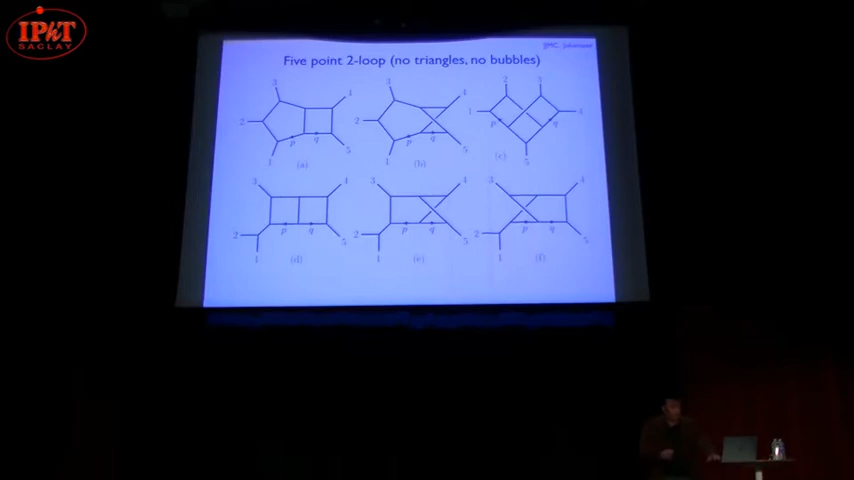 IPhT
SACLAY
JJMC, Johansson
Five point 2-loop (no triangles, no bubbles)
3 4 2 p q 1 5 (a)
3 4 2 p q 1 5 (b)
2 3 1 4 p q 5 (c)
3 4 2 p q 5 1 (d)
3 4 2 p q 5 1 (e)
3 4 2 p q 5 1 (f)